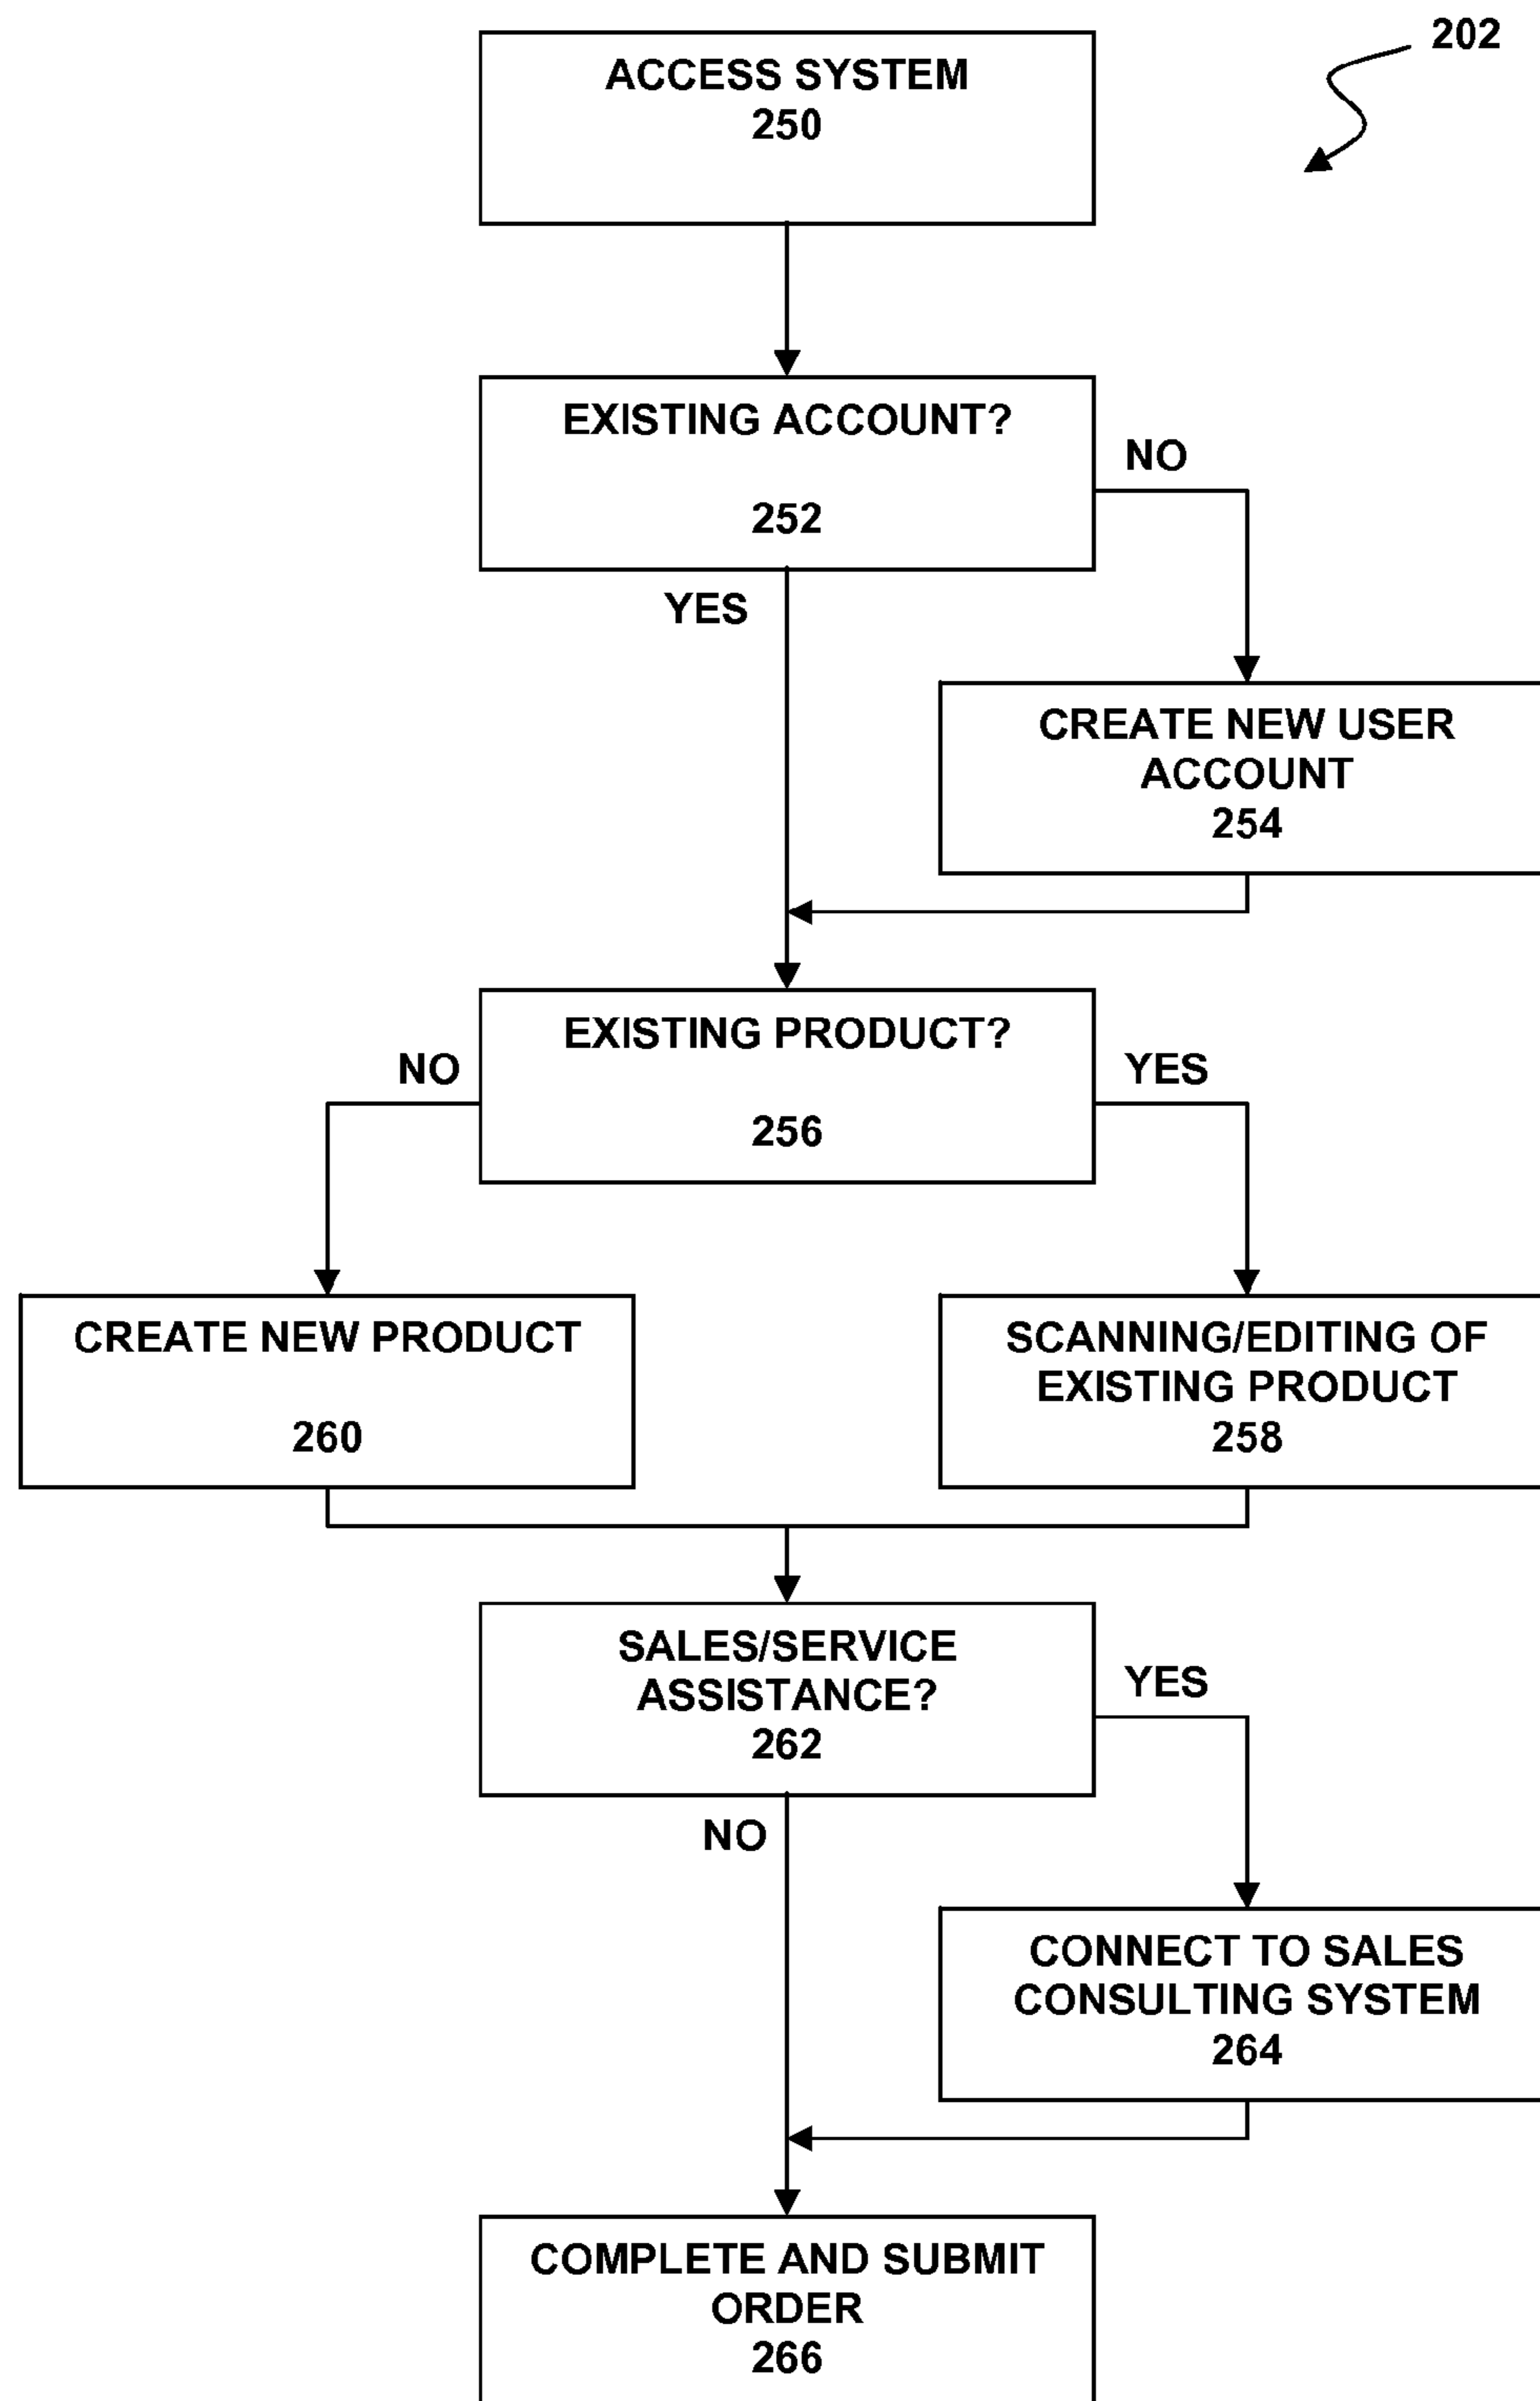 202
ACCESS SYSTEM
250
EXISTING ACCOUNT?
252
NO
YES
CREATE NEW USER
ACCOUNT
254
EXISTING PRODUCT?
256
NO
YES
CREATE NEW PRODUCT
260
SCANNING/EDITING OF
EXISTING PRODUCT
258
SALES/SERVICE
ASSISTANCE?
262
YES
NO
CONNECT TO SALES
CONSULTING SYSTEM
264
COMPLETE AND SUBMIT
ORDER
266